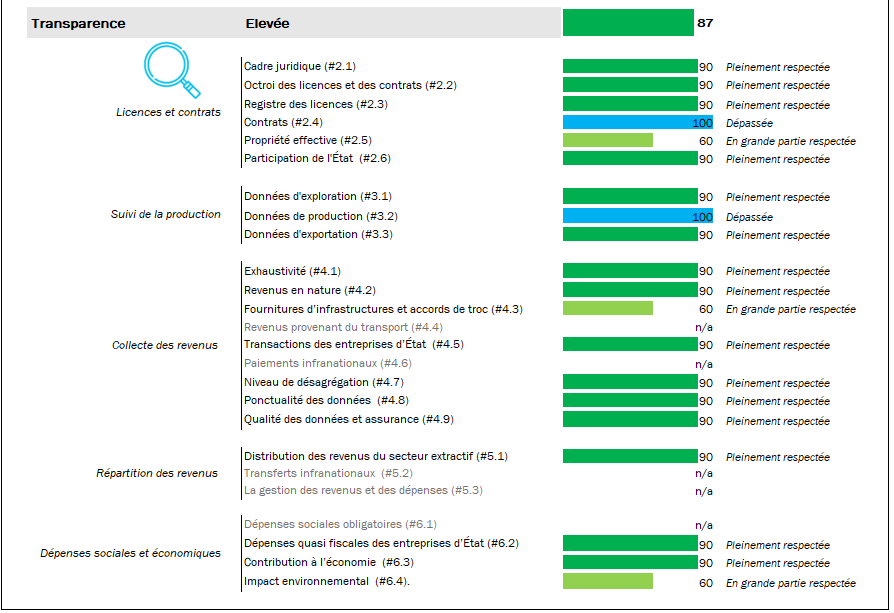 Transparence Elevée 87
Cadre juridique (#2.1) 90 Pleinement respectée
Octroi des licences et des contrats (#2.2) 90 Pleinement respectée
Registre des licences (#2.3) 90 Pleinement respectée
Licences et contrats
Contrats (#2.4) 100 Dépassée
Propriété effective (#2.5) 60 En grande partie respectée
Participation de l'État (#2.6) 90 Pleinement respectée
Données d'exploration (#3.1) 90 Pleinement respectée
Suivi de la production Données de production (#3.2) 100 Dépassée
Données d'exportation (#3.3) 90 Pleinement respectée
Exhaustivité (#4.1) 90 Pleinement respectée
Revenus en nature (#4.2) 90 Pleinement respectée
Fournitures d’infrastructures et accords de troc (#4.3) 60 En grande partie respectée
Revenus provenant du transport (#4.4) n/a
Collecte des revenus Transactions des entreprises d’État (#4.5) 90 Pleinement respectée
Paiements infranationaux (#4.6) n/a
Niveau de désagrégation (#4.7) 90 Pleinement respectée
Ponctualité des données (#4.8) 90 Pleinement respectée
Qualité des données et assurance (#4.9) 90 Pleinement respectée
Distribution des revenus du secteur extractif (#5.1) 90 Pleinement respectée
Répartition des revenus Transferts infranationaux (#5.2) n/a
La gestion des revenus et des dépenses (#5.3) n/a
Dépenses sociales obligatoires (#6.1) n/a
Dépenses quasi fiscales des entreprises d’État (#6.2) 90 Pleinement respectée
Dépenses sociales et économiques
Contribution à l’économie (#6.3) 90 Pleinement respectée
Impact environnemental (#6.4). 60 En grande partie respectée